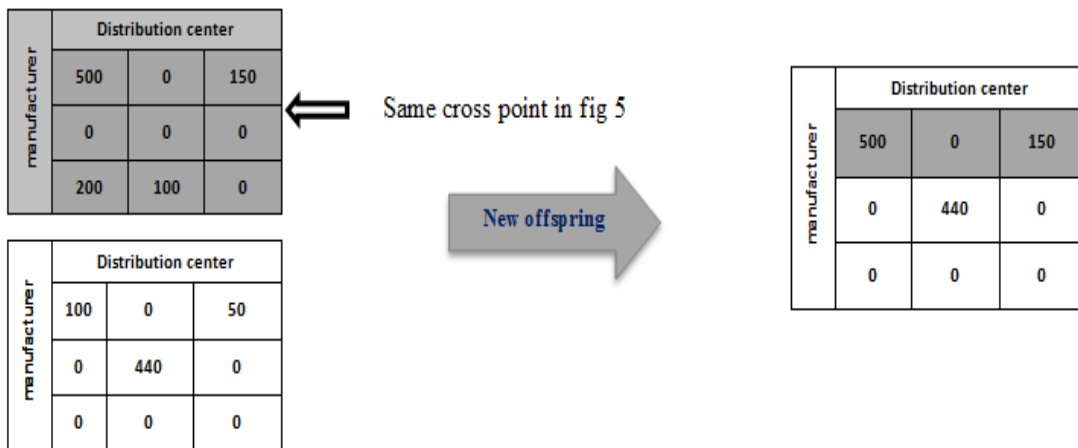 Distribution center
manufacturer
500 0 150
0 0 0
200 100 0
Same cross point in fig 5
New offspring
Distribution center
manufacturer
100 0 50
0 440 0
0 0 0
Distribution center
manufacturer
500 0 150
0 440 0
0 0 0